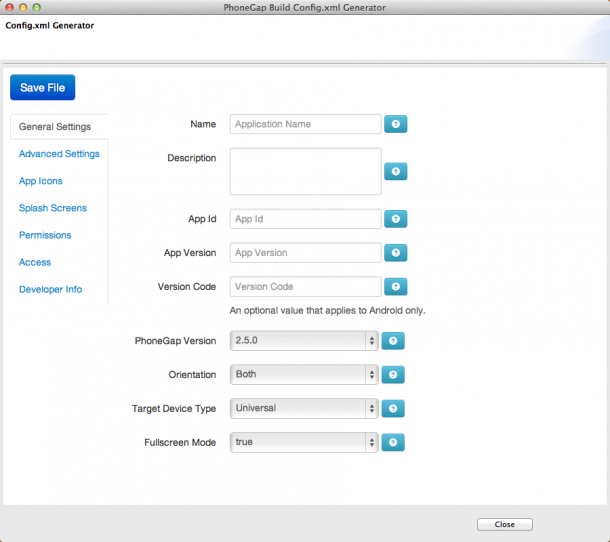 PhoneGap Build Config.xml Generator
Config.xml Generator
Save File
General Settings
Advanced Settings
App Icons
Splash Screens
Permissions
Access
Developer Info
Name
Application Name
?
Description
?
App Id
App Id
?
App Version
App Version
?
Version Code
Version Code
?
An optional value that applies to Android only.
PhoneGap Version
2.5.0
?
Orientation
Both
?
Target Device Type
Universal
?
Fullscreen Mode
true
?
Close